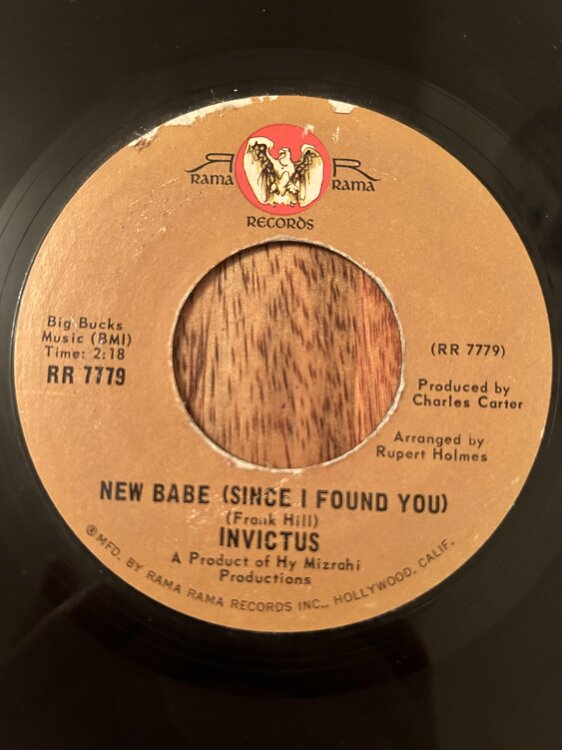 RAMA RAMA
RECORDS
Big Bucks
Music (BMI)
Time: 2:18
RR 7779
(RR 7779)
Produced by
Charles Carter
Arranged by
Rupert Holmes
NEW BABE (SINCE I FOUND YOU)
(Frank Hill)
INVICTUS
A Product of Hy Mizrahi
Productions
®MFD. BY RAMA RAMA RECORDS INC., HOLLYWOOD, CALIF.